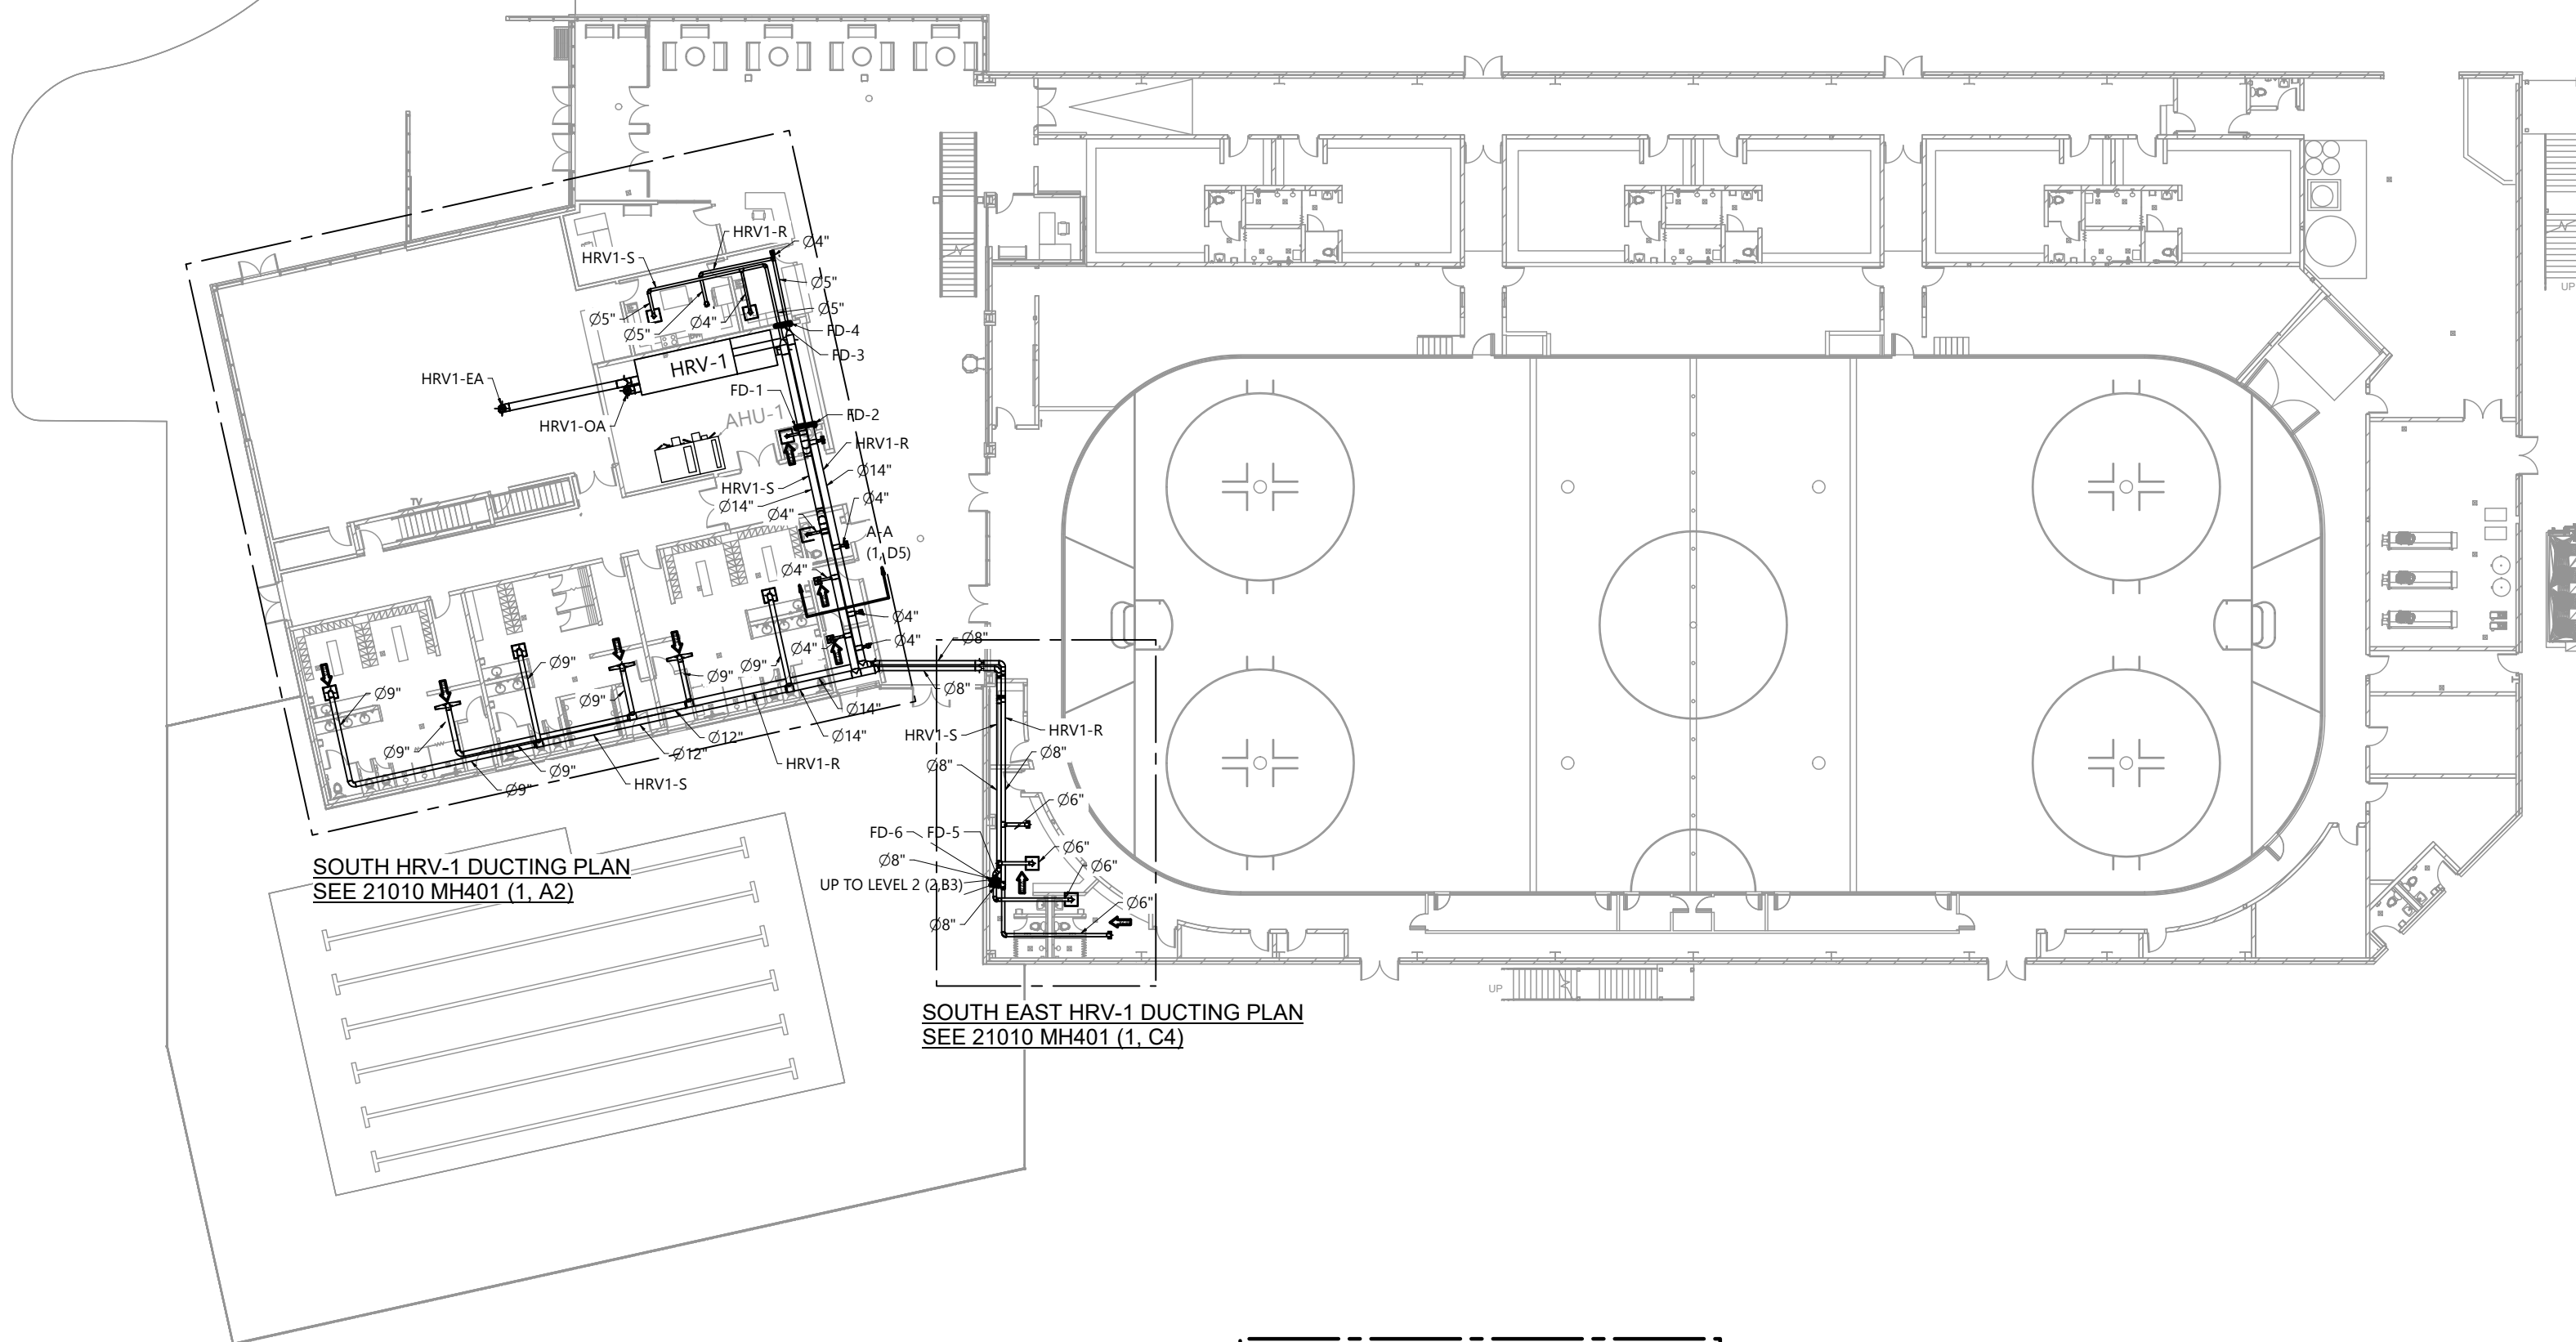 HRV1-R
Ø4"
HRV1-S
Ø5"
Ø5"
Ø5"
Ø4"
Ø5"
FD-4
FD-3
HRV-1
HRV1-EA
FD-1
FD-2
AHU-1
HRV1-OA
HRV1-R
Ø14"
HRV1-S
Ø14"
Ø4"
Ø4"
TV
A-A
(1, D5)
Ø4"
Ø4"
Ø4"
Ø4"
Ø8"
Ø9"
Ø9"
Ø9"
Ø9"
Ø9"
Ø8"
Ø14"
Ø14"
Ø12"
Ø12"
Ø9"
Ø9"
Ø9"
HRV1-R
HRV1-S
HRV1-S
HRV1-R
Ø8"
Ø8"
Ø6"
FD-6
FD-5
Ø6"
Ø8"
Ø6"
UP TO LEVEL 2 (2,B3)
Ø6"
Ø8"
SOUTH HRV-1 DUCTING PLAN
SEE 21010 MH401 (1, A2)
SOUTH EAST HRV-1 DUCTING PLAN
SEE 21010 MH401 (1, C4)
UP
UP